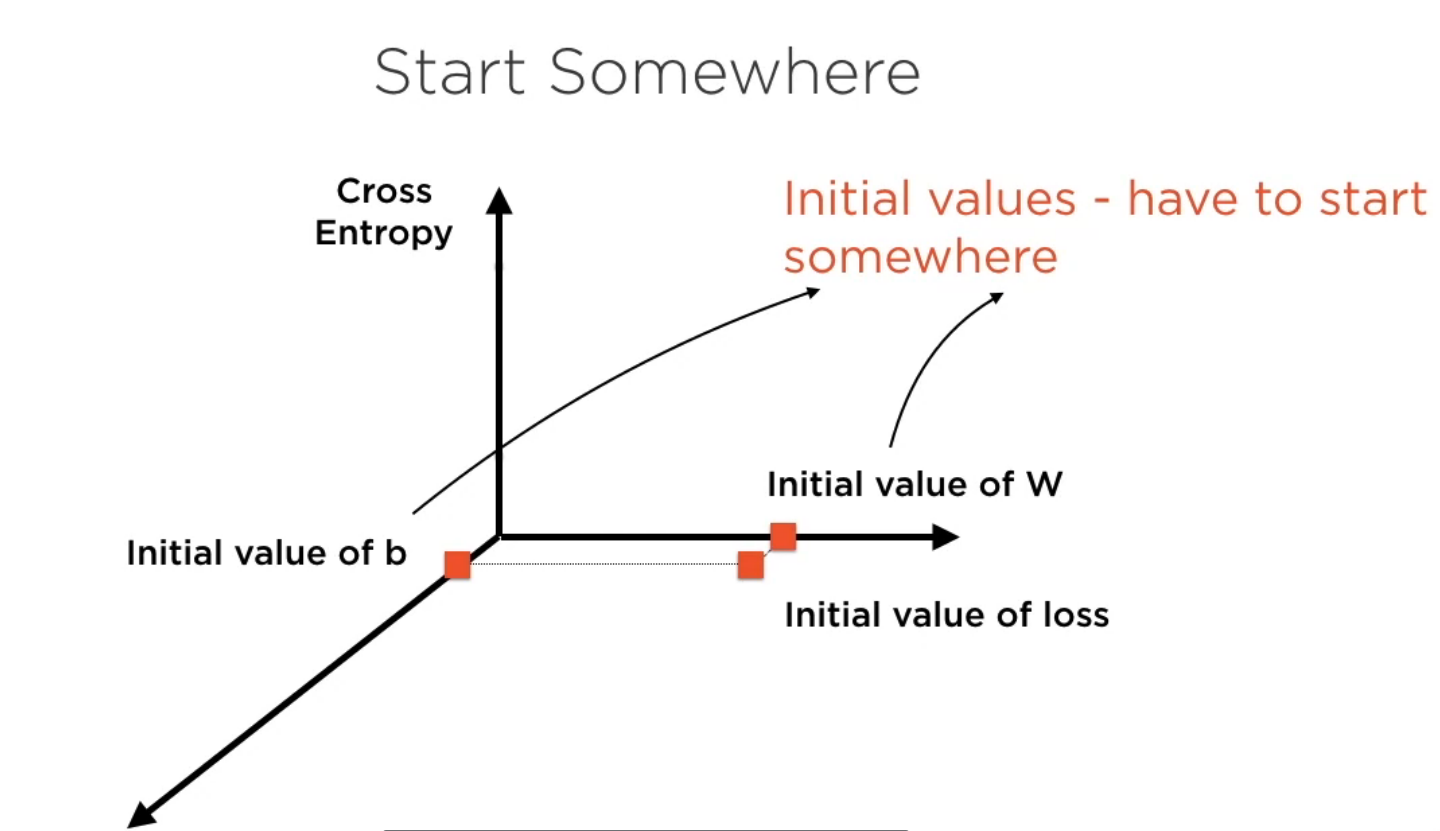 Start Somewhere
Cross
Entropy
Initial values - have to start
somewhere
Initial value of W
Initial value of b
Initial value of loss